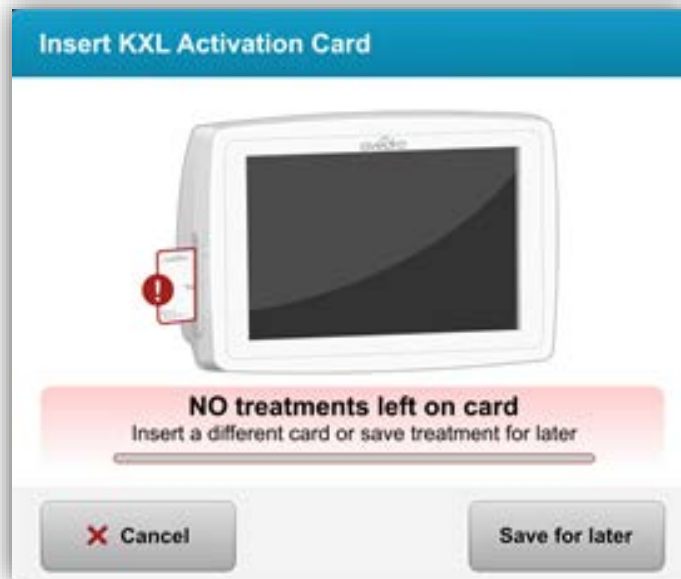 Insert KXL Activation Card
NO treatments left on card
Insert a different card or save treatment for later
Cancel
Save for later